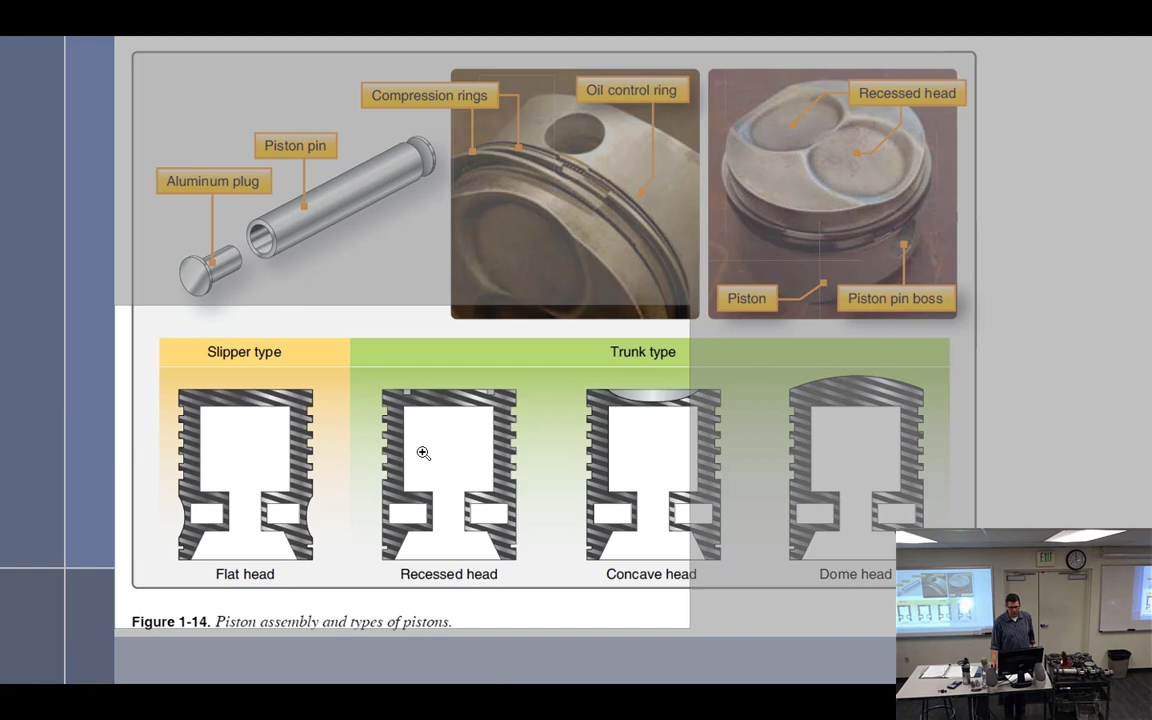 Compression rings
Oil control ring
Recessed head
Piston pin
Aluminum plug
Piston
Piston pin boss
Slipper type
Trunk type
Flat head
Recessed head
Concave head
Dome head
Figure 1-14. Piston assembly and types of pistons.
EXIT